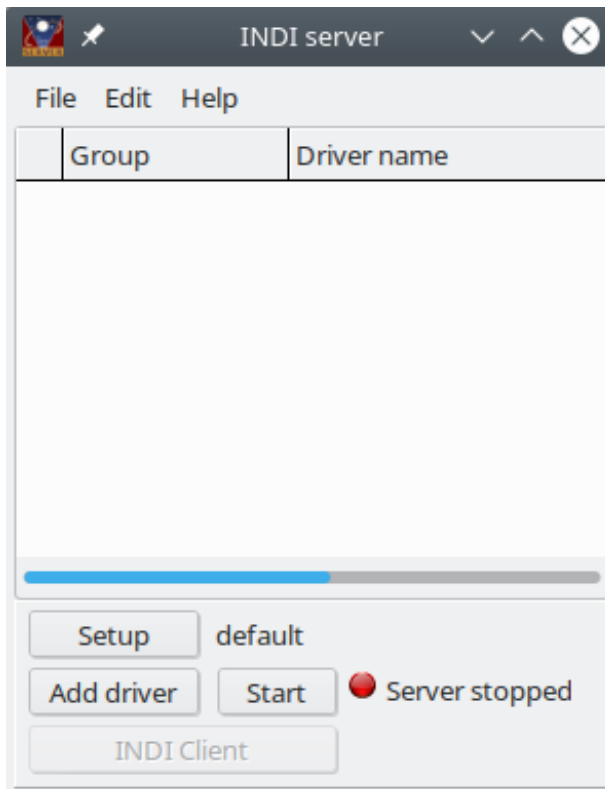 INDI server
File Edit Help
Group Driver name
Setup default
Add driver Start Server stopped
INDI Client